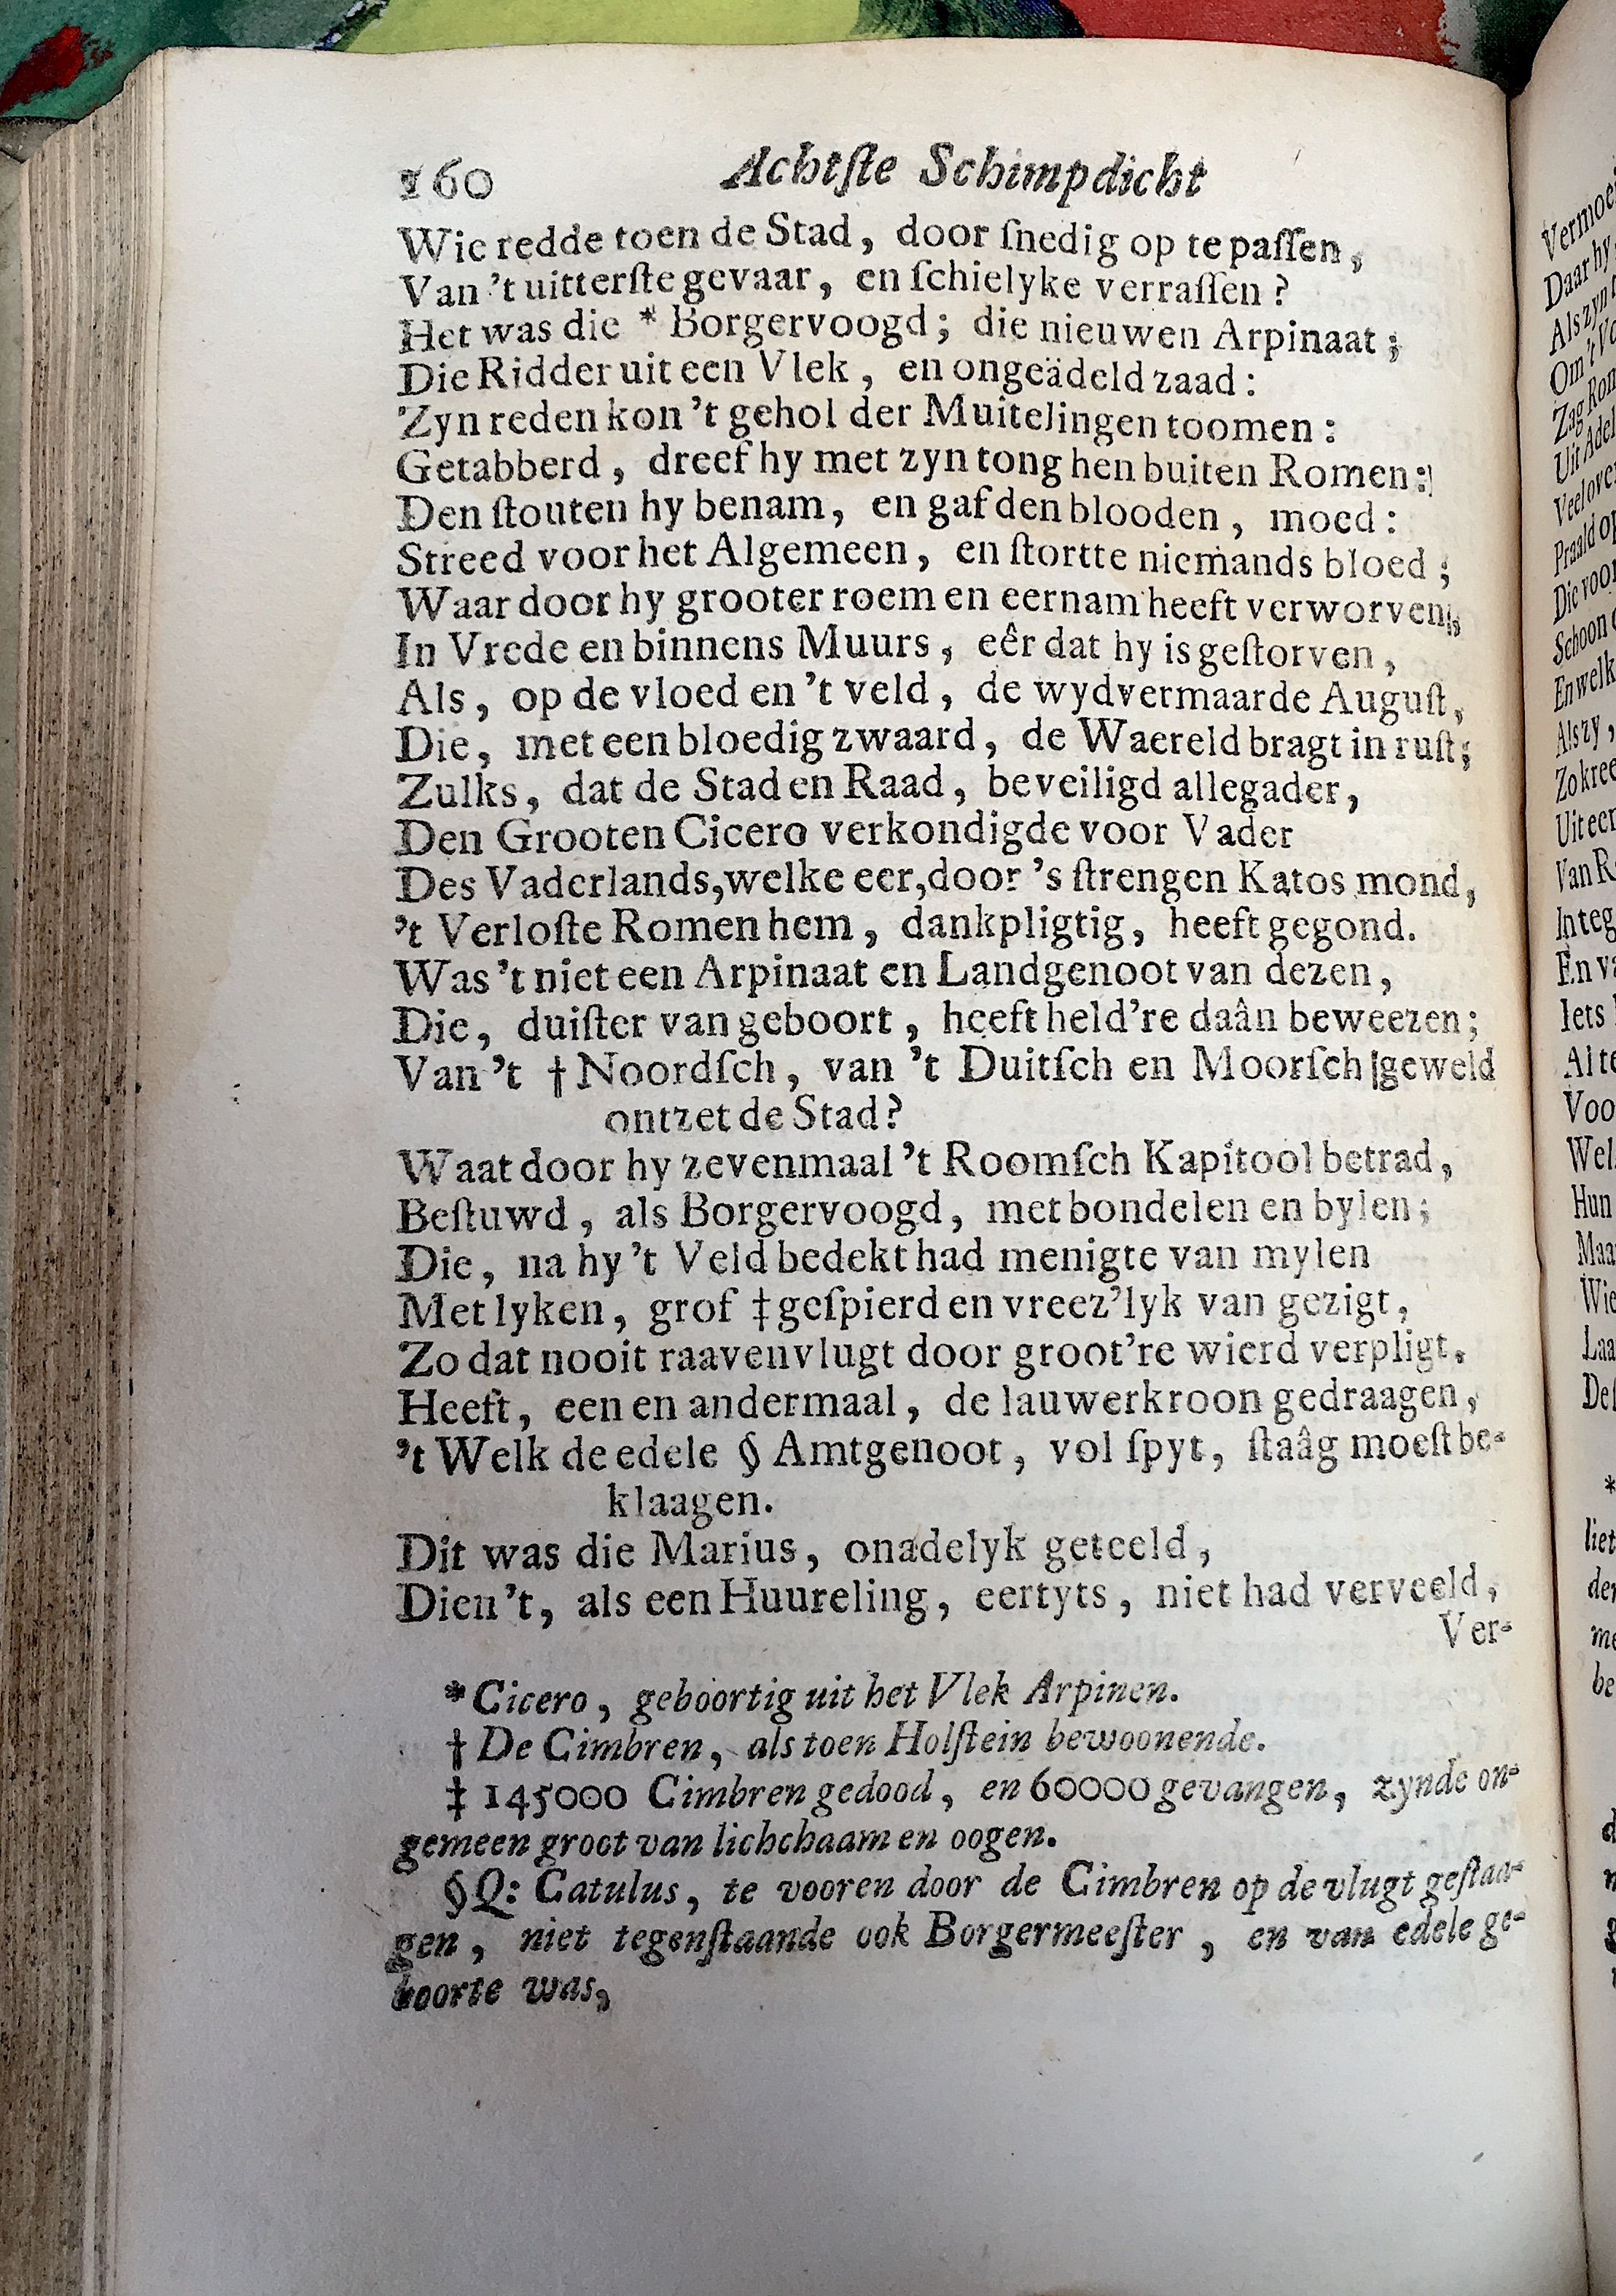 160 Achtſte Schimpdicht
Wie redde toen de Stad, door ſnedig op te paſſen,
Van 't uitterſte gevaar, en ſchielyke verraſſen?
Het was die * Borgervoogd; die nieuwen Arpinaat;
Die Ridder uit een Vlek, en ongeädeld zaad:
Zyn reden kon 't gehol der Muitelingen toomen:
Getabberd, dreef hy met zyn tong hen buiten Romen:
Den ſtouten hy benam, en gaf den blooden, moed:
Streed voor het Algemeen, en ſtortte niemands bloed;
Waar door hy grooter roem en eernam heeft verworven,
In Vrede en binnens Muurs, eêr dat hy is geſtorven,
Als, op de vloed en 't veld, de wydvermaarde Auguſt,
Die, met een bloedig zwaard, de Waereld bragt in ruſt;
Zulks, dat de Stad en Raad, beveiligd allegader,
Den Grooten Cicero verkondigde voor Vader
Des Vaderlands, welke eer, door 's ſtrengen Katos mond,
't Verloſte Romen hem, dankpligtig, heeft gegond.
Was 't niet een Arpinaat en Landgenoot van dezen,
Die, duiſter van geboort, heeft held're daân beweezen;
Van 't † Noordſch, van 't Duitſch en Moorſch geweld
ontzet de Stad?
Waat door hy zevenmaal 't Roomſch Kapitool betrad,
Beſtuwd, als Borgervoogd, met bondelen en bylen;
Die, na hy 't Veld bedekt had menigte van mylen
Met lyken, grof ‡ geſpierd en vreez'lyk van gezigt,
Zo dat nooit raavenvlugt door groot're wierd verpligt,
Heeft, een en andermaal, de lauwerkroon gedraagen,
't Welk de edele § Amtgenoot, vol ſpyt, ſtaâg moeſt be-
klaagen.
Dit was die Marius, onadelyk geteeld,
Dien 't, als een Huureling, eertyts, niet had verveeld,
Ver-
* Cicero, geboortig uit het Vlek Arpinen.
† De Cimbren, als toen Holſtein bewoonende.
‡ 145000 Cimbren gedood, en 60000 gevangen, zynde on-
gemeen groot van lichchaam en oogen.
§ Q: Catulus, te vooren door de Cimbren op de vlugt geſlaa-
gen, niet tegenſtaande ook Borgermeeſter, en van edele ge-
boorte was,